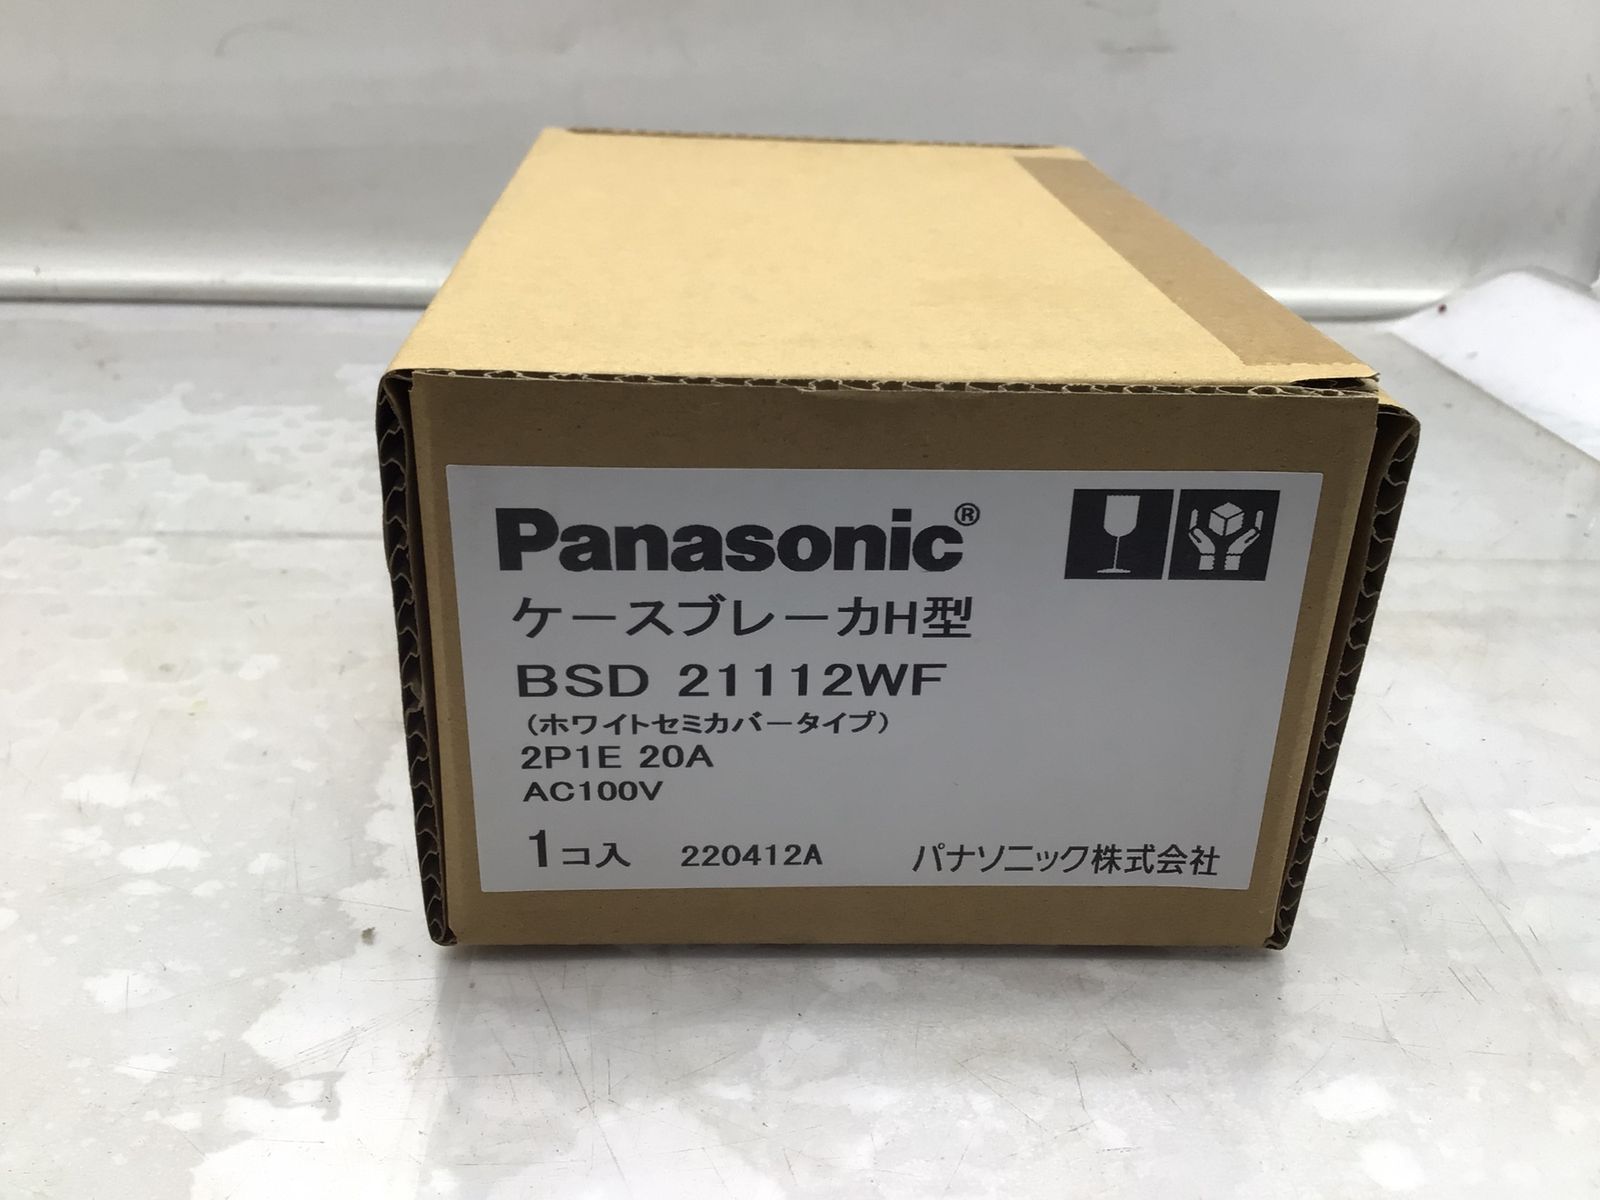 Panasonic®
ケースブレーカH型
BSD 21112WF
(ホワイトセミカバータイプ)
2P1E 20A
AC100V
1コ入 220412A パナソニック株式会社